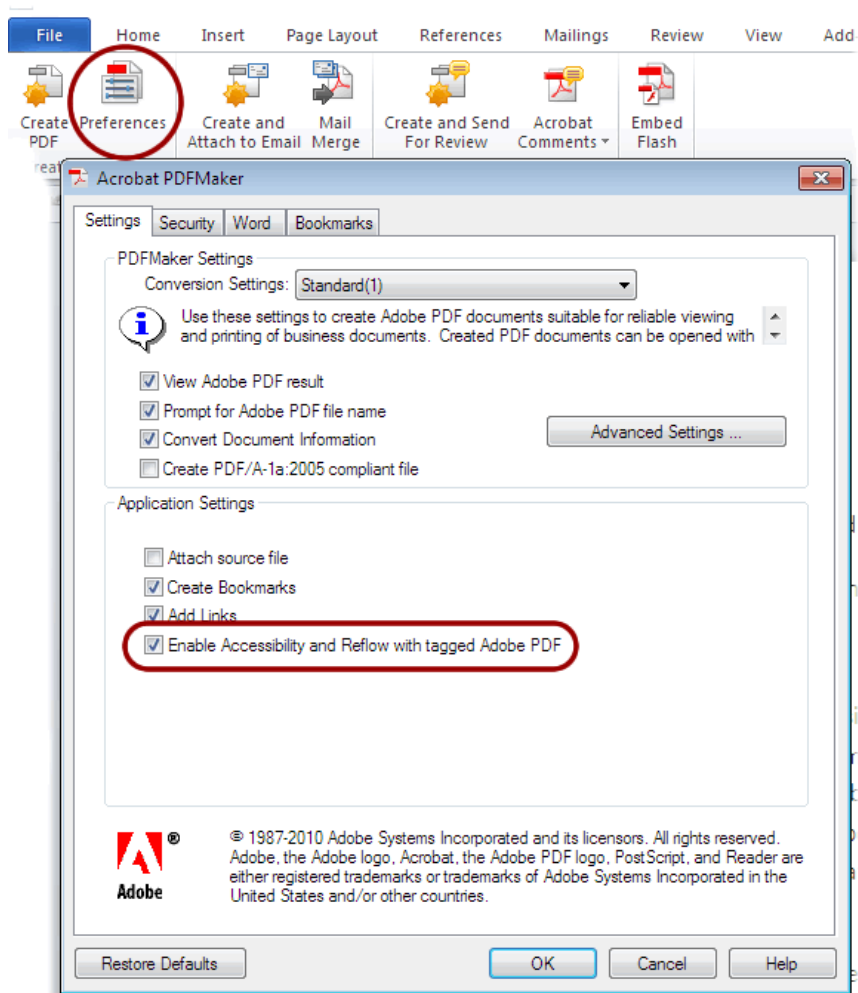 File Home Insert Page Layout References Mailings Review View Add-
Create PDF Preferences Create and Attach to Email Mail Merge Create and Send For Review Acrobat Comments Embed Flash
Acrobat PDFMaker
Settings Security Word Bookmarks
PDFMaker Settings
Conversion Settings: Standard(1)
Use these settings to create Adobe PDF documents suitable for reliable viewing
and printing of business documents. Created PDF documents can be opened with
View Adobe PDF result
Prompt for Adobe PDF file name
Convert Document Information
Advanced Settings ...
Create PDF/A-1a:2005 compliant file
Application Settings
Attach source file
Create Bookmarks
Add Links
Enable Accessibility and Reflow with tagged Adobe PDF
® © 1987-2010 Adobe Systems Incorporated and its licensors. All rights reserved.
Adobe, the Adobe logo, Acrobat, the Adobe PDF logo, PostScript, and Reader are
either registered trademarks or trademarks of Adobe Systems Incorporated in the
Adobe United States and/or other countries.
Restore Defaults OK Cancel Help